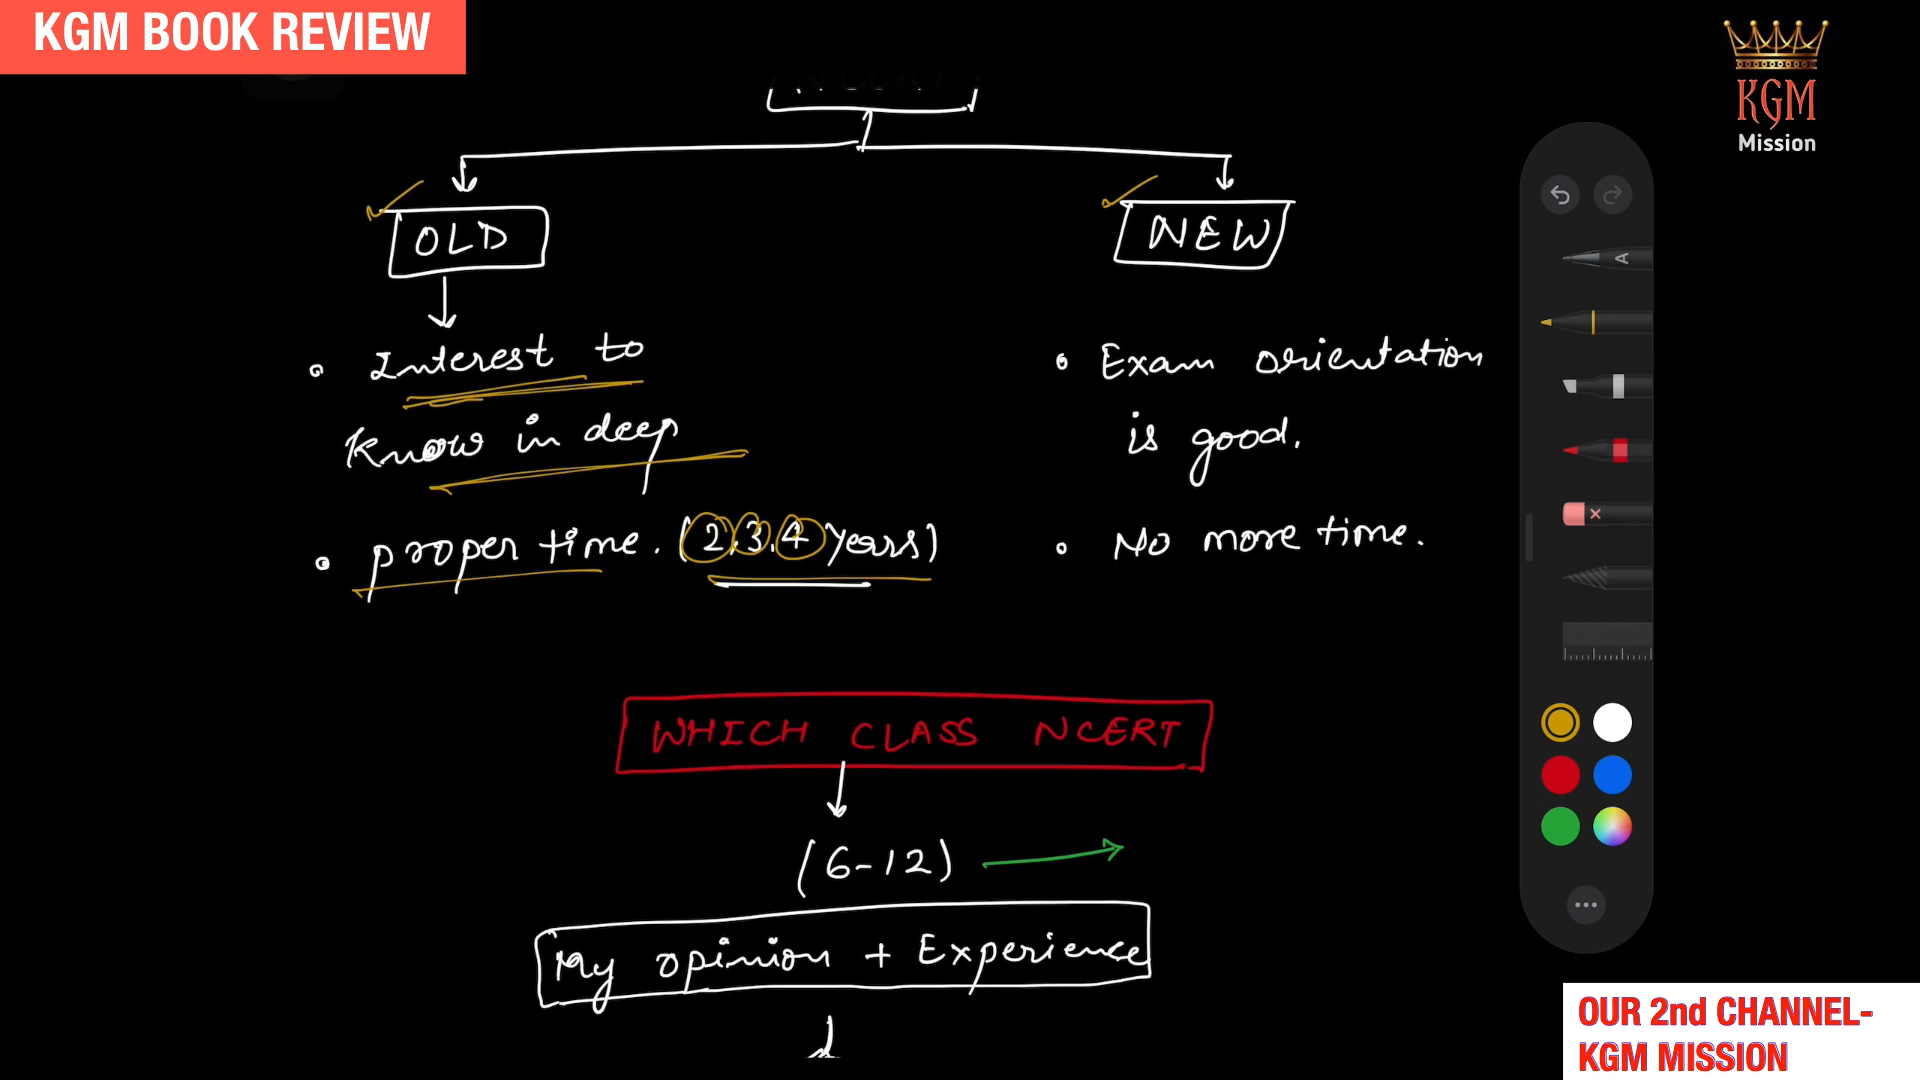 KGM BOOK REVIEW
KGM
Mission
OLD
NEW
• Interest to
know in deep
• proper time. (2,3,4 years)
• Exam orientation
is good.
• No more time.
A
WHICH CLASS NCERT
(6-12)
My opinion + Experience
OUR 2nd CHANNEL-
KGM MISSION